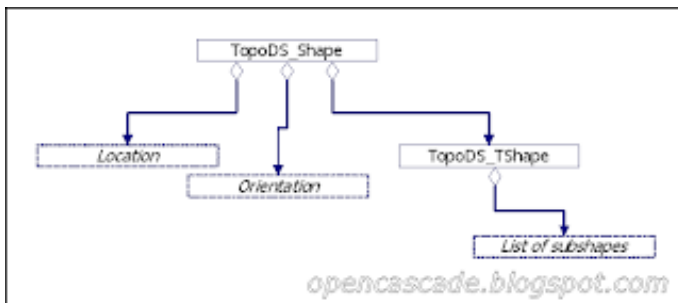 TopoDS_Shape
Location
TopoDS_TShape
Orientation
List of subshapes
opencascade.blogspot.com